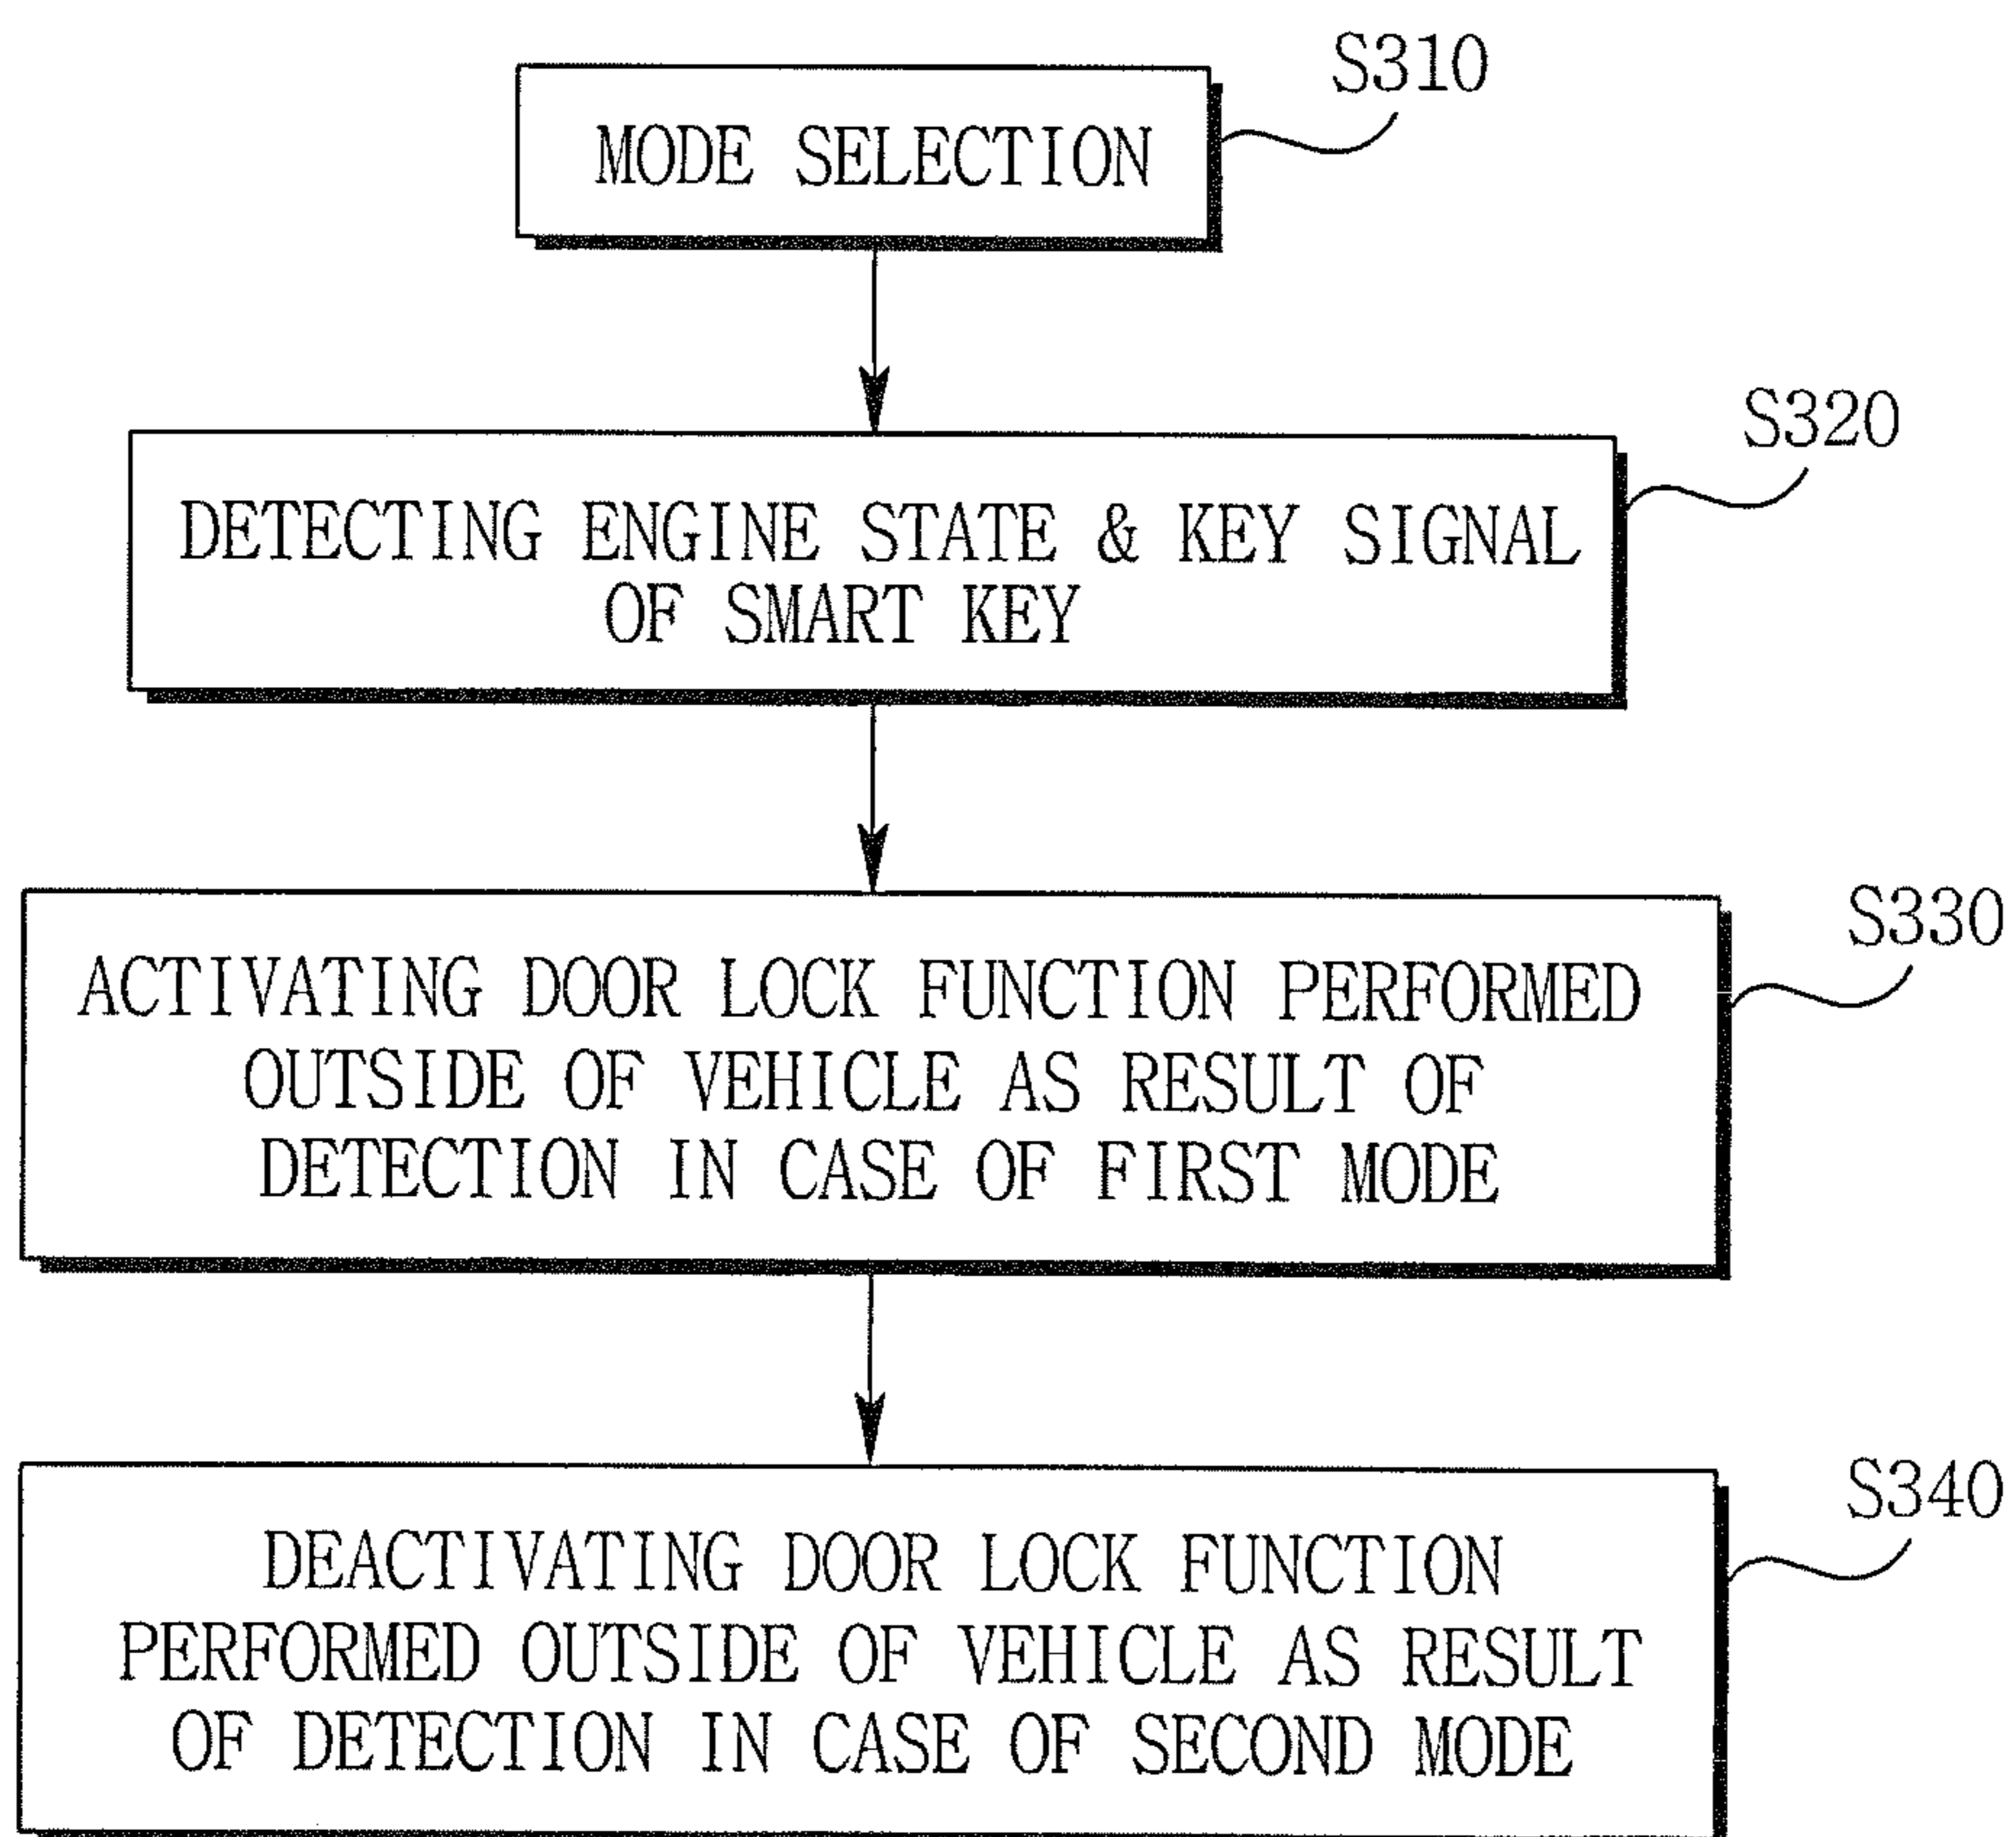 S310
MODE SELECTION
S320
DETECTING ENGINE STATE & KEY SIGNAL
OF SMART KEY
S330
ACTIVATING DOOR LOCK FUNCTION PERFORMED
OUTSIDE OF VEHICLE AS RESULT OF
DETECTION IN CASE OF FIRST MODE
S340
DEACTIVATING DOOR LOCK FUNCTION
PERFORMED OUTSIDE OF VEHICLE AS RESULT
OF DETECTION IN CASE OF SECOND MODE